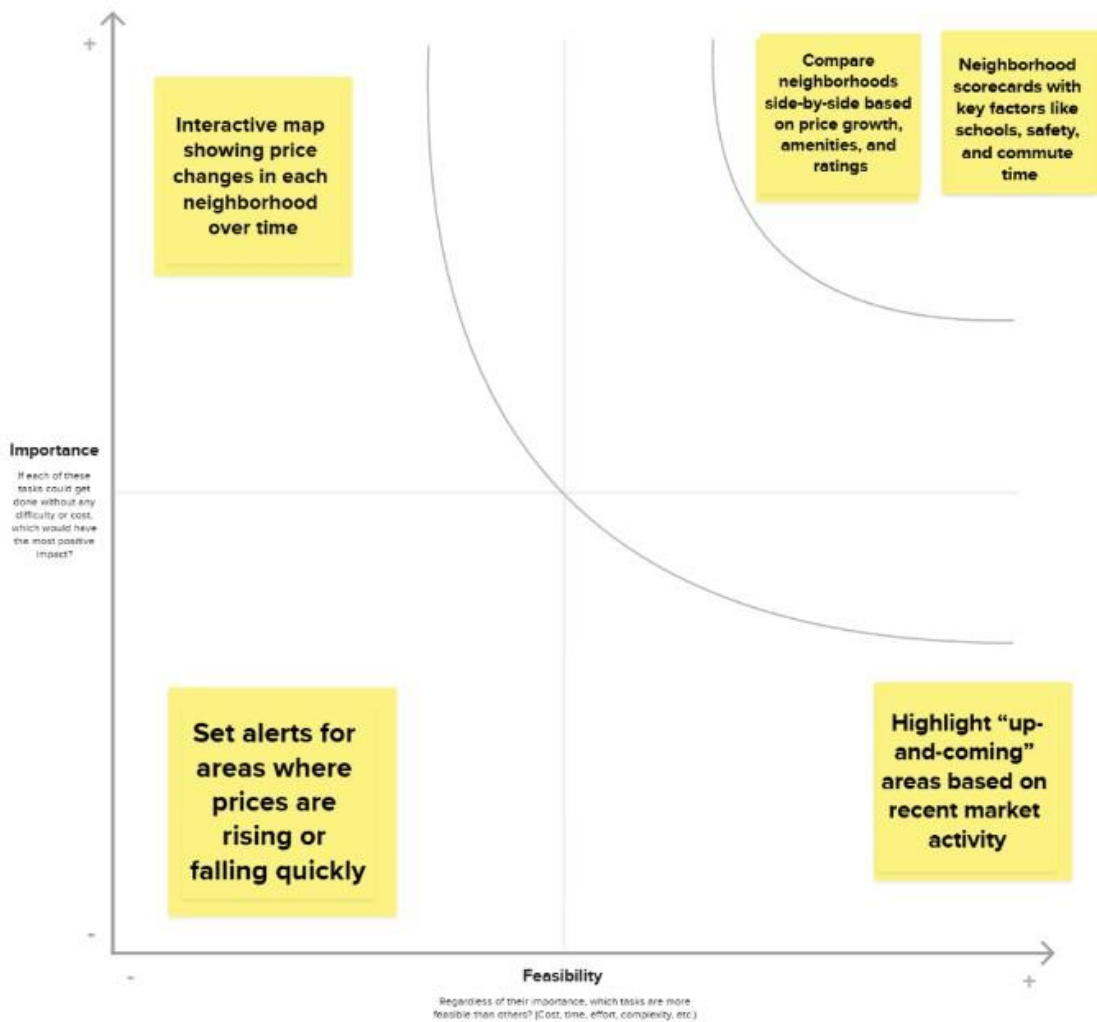 +
Interactive map
showing price
changes in each
neighborhood
over time
Compare
neighborhoods
side-by-side based
on price growth,
amenities, and
ratings
Neighborhood
scorecards with
key factors like
schools, safety,
and commute
time
Importance
If each of these
tasks could get
done without any
difficulty or cost,
which would have
the most positive
impact?
Set alerts for
areas where
prices are
rising or
falling quickly
Highlight “up-
and-coming”
areas based on
recent market
activity
-
-
Feasibility
+
Regardless of their importance, which tasks are more
feasible than others? (Cost, time, effort, complexity, etc.)